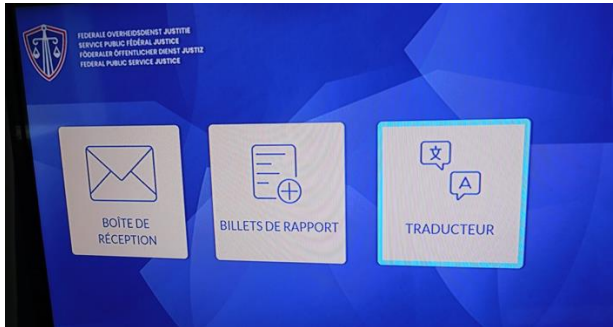 FEDERALE OVERHEIDSDIENST JUSTITIE
SERVICE PUBLIC FÉDÉRAL JUSTICE
FÖDERALER ÖFFENTLICHER DIENST JUSTIZ
FEDERAL PUBLIC SERVICE JUSTICE
BOÎTE DE
RÉCEPTION
BILLETS DE RAPPORT
文
A
TRADUCTEUR